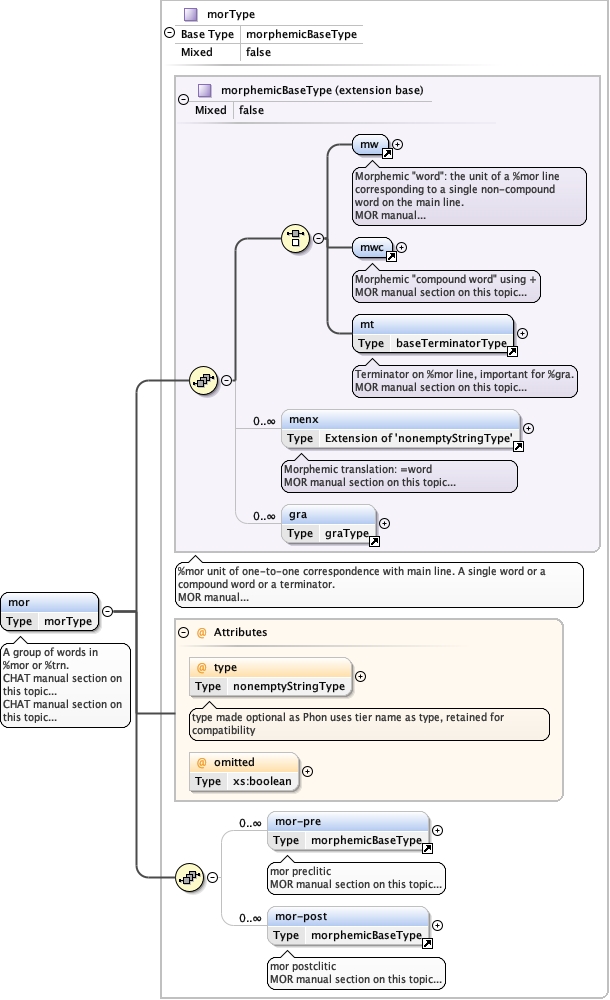 morType
Base Type morphemicBaseType
Mixed false
morphemicBaseType (extension base)
Mixed false
mw
Morphemic "word": the unit of a %mor line
corresponding to a single non-compound
word on the main line.
MOR manual...
mwc
Morphemic "compound word" using +
MOR manual section on this topic...
mt
Type baseTerminatorType
Terminator on %mor line, important for %gra.
MOR manual section on this topic...
0..∞ menx
Type Extension of 'nonemptyStringType'
Morphemic translation: =word
MOR manual section on this topic...
0..∞ gra
Type graType
%mor unit of one-to-one correspondence with main line. A single word or a
compound word or a terminator.
MOR manual...
mor
Type morType
A group of words in
%mor or %trn.
CHAT manual section on
this topic...
CHAT manual section on
this topic...
@ Attributes
@ type
Type nonemptyStringType
type made optional as Phon uses tier name as type, retained for
compatibility
@ omitted
Type xs:boolean
0..∞ mor-pre
Type morphemicBaseType
mor preclitic
MOR manual section on this topic...
0..∞ mor-post
Type morphemicBaseType
mor postclitic
MOR manual section on this topic...